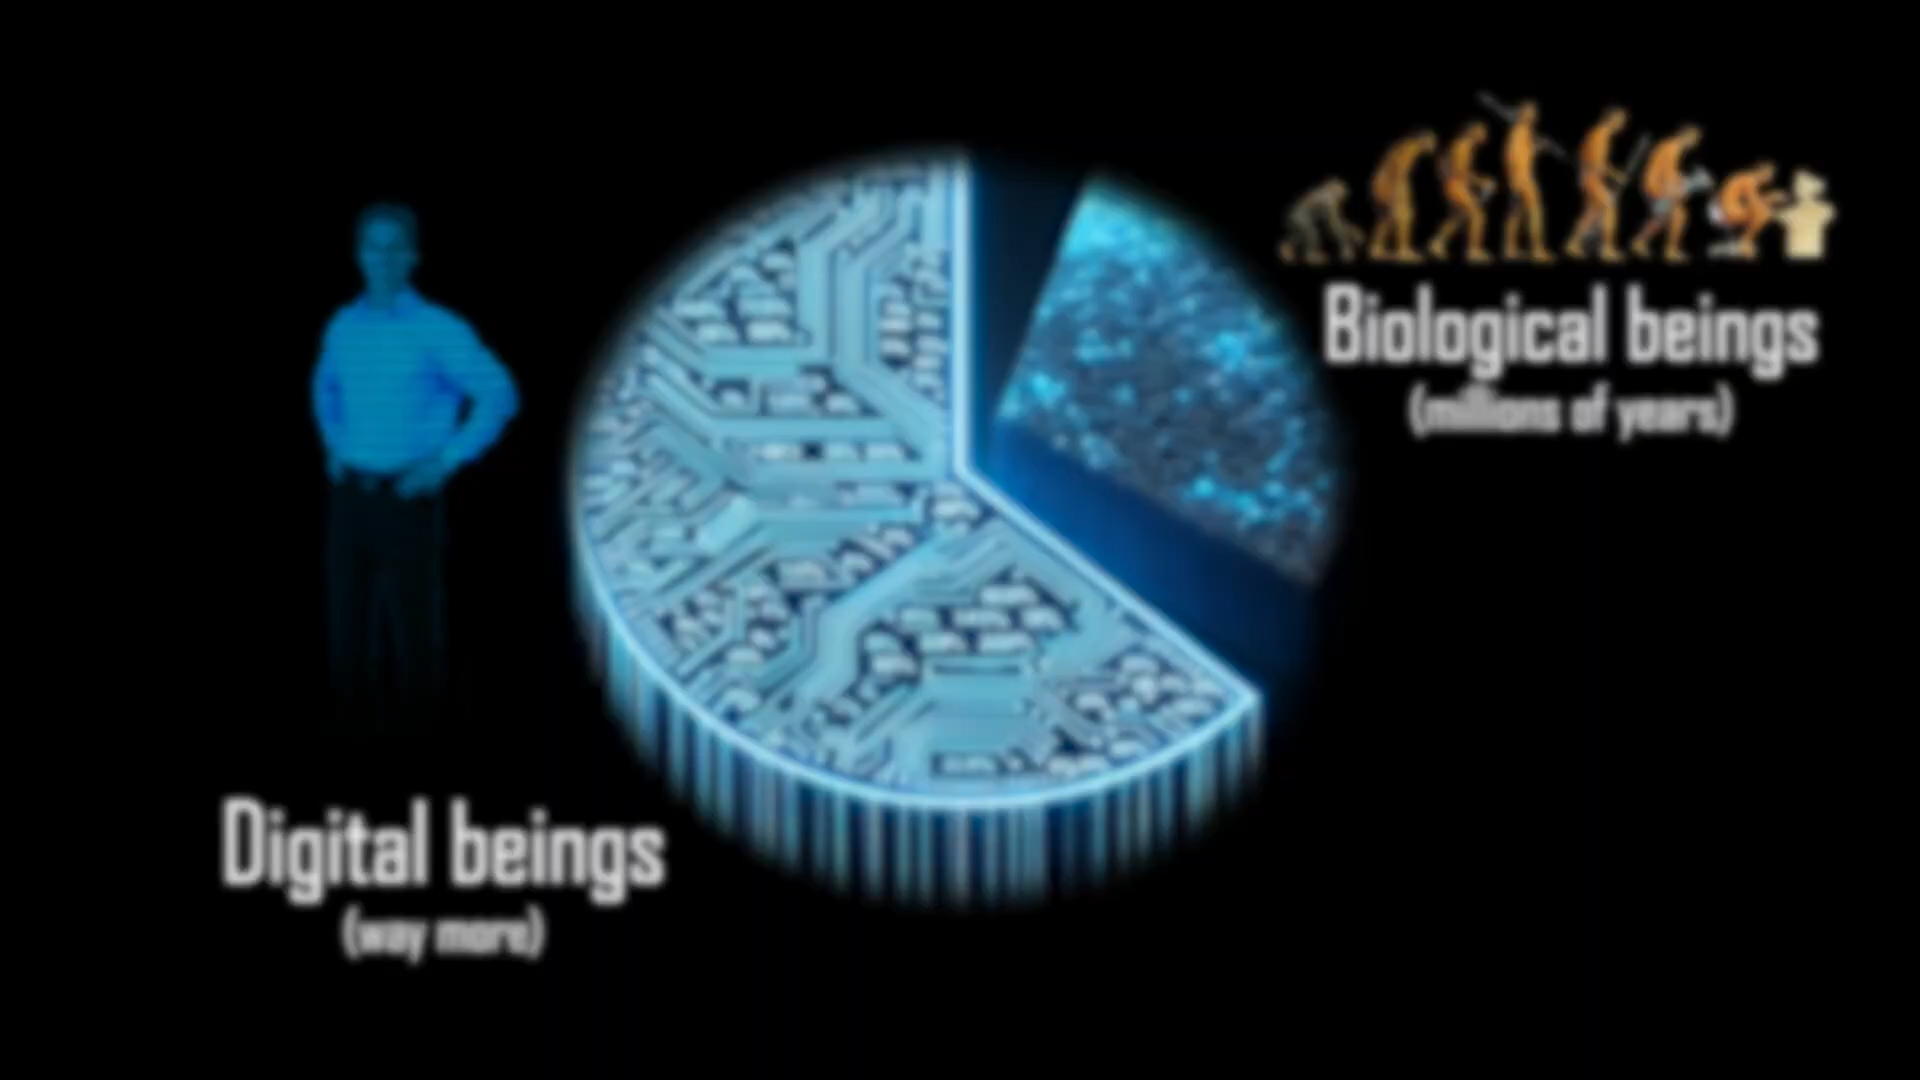 Biological beings
(millions of years)
Digital beings
(way more)